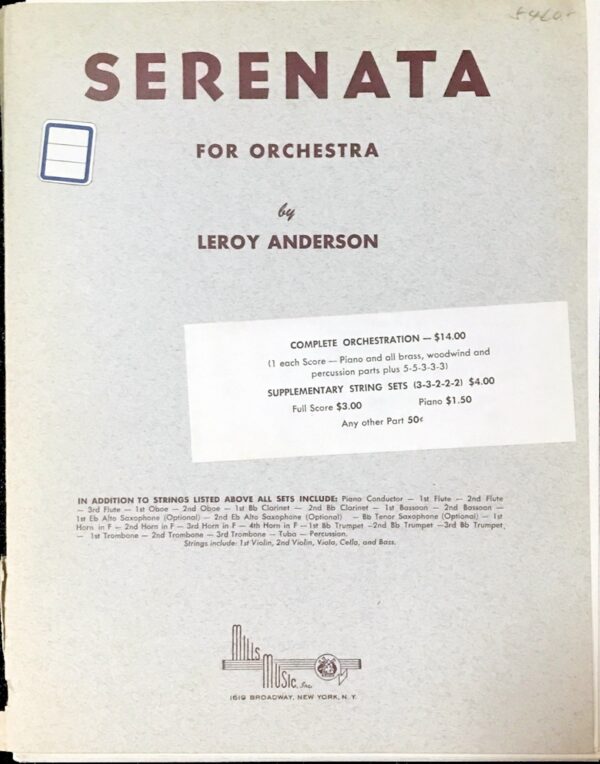 SERENATA
FOR ORCHESTRA
by
LEROY ANDERSON
COMPLETE ORCHESTRATION — $14.00
(1 each Score — Piano and all brass, woodwind and
percussion parts plus 5-5-3-3-3)
SUPPLEMENTARY STRING SETS (3-3-2-2-2) $4.00
Full Score $3.00 Piano $1.50
Any other Part 50¢
IN ADDITION TO STRINGS LISTED ABOVE ALL SETS INCLUDE: Piano Conductor — 1st Flute — 2nd Flute
— 3rd Flute — 1st Oboe — 2nd Oboe — 1st Bb Clarinet — 2nd Bb Clarinet — 1st Bassoon — 2nd Bassoon —
1st Eb Alto Saxophone (Optional) — 2nd Eb Alto Saxophone (Optional) — Bb Tenor Saxophone (Optional) — 1st
Horn in F — 2nd Horn in F — 3rd Horn in F — 4th Horn in F —1st Bb Trumpet —2nd Bb Trumpet —3rd Bb Trumpet,
— 1st Trombone — 2nd Trombone — 3rd Trombone — Tuba — Percussion.
Strings include: 1st Violin, 2nd Violin, Viola, Cello, and Bass.
Mills
Music, Inc.
1619 BROADWAY, NEW YORK, N. Y.